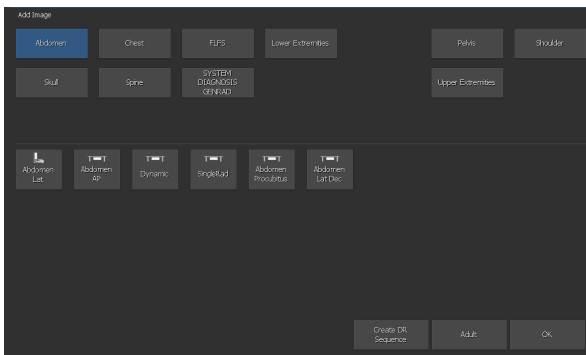 Add Image
Abdomen
Chest
FLFS
Lower Extremities
Pelvis
Shoulder
Skull
Spine
SYSTEM
DIAGNOSIS
GENRAD
Upper Extremities
Abdomen
Lat
Abdomen
AP
Dynamic
SingleRad
Abdomen
Procubitus
Abdomen
Lat Dec
Create DR
Sequence
Adult
OK